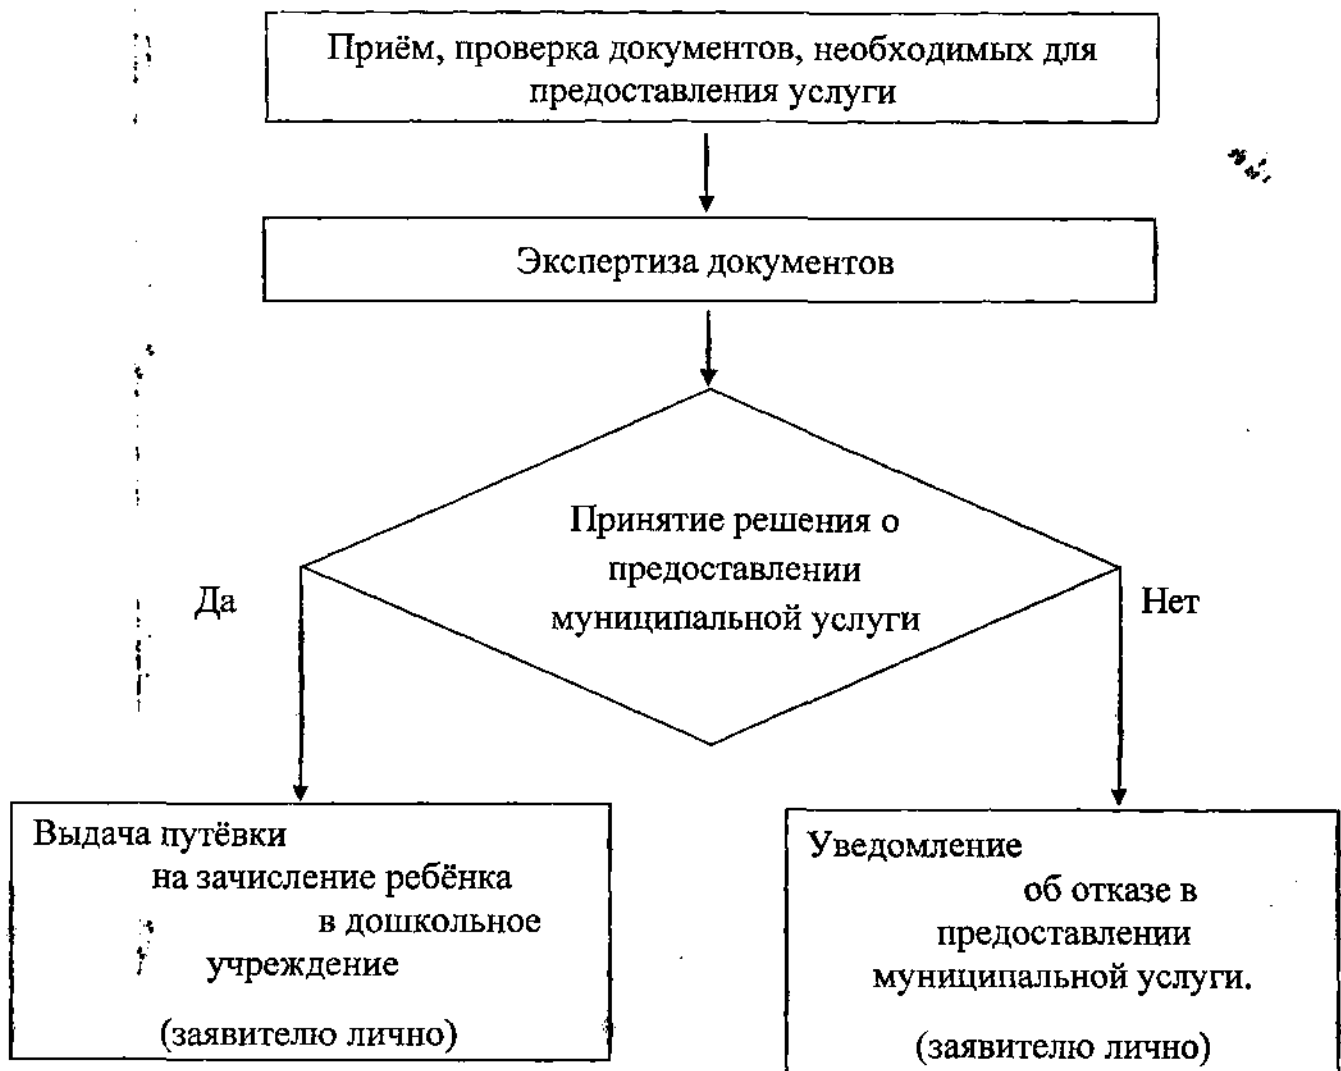 Приём, проверка документов, необходимых для
предоставления услуги
Экспертиза документов
Принятие решения о
предоставлении
муниципальной услуги
Да
Нет
Выдача путёвки
на зачисление ребёнка
в дошкольное
учреждение
(заявителю лично)
Уведомление
об отказе в
предоставлении
муниципальной услуги.
(заявителю лично)